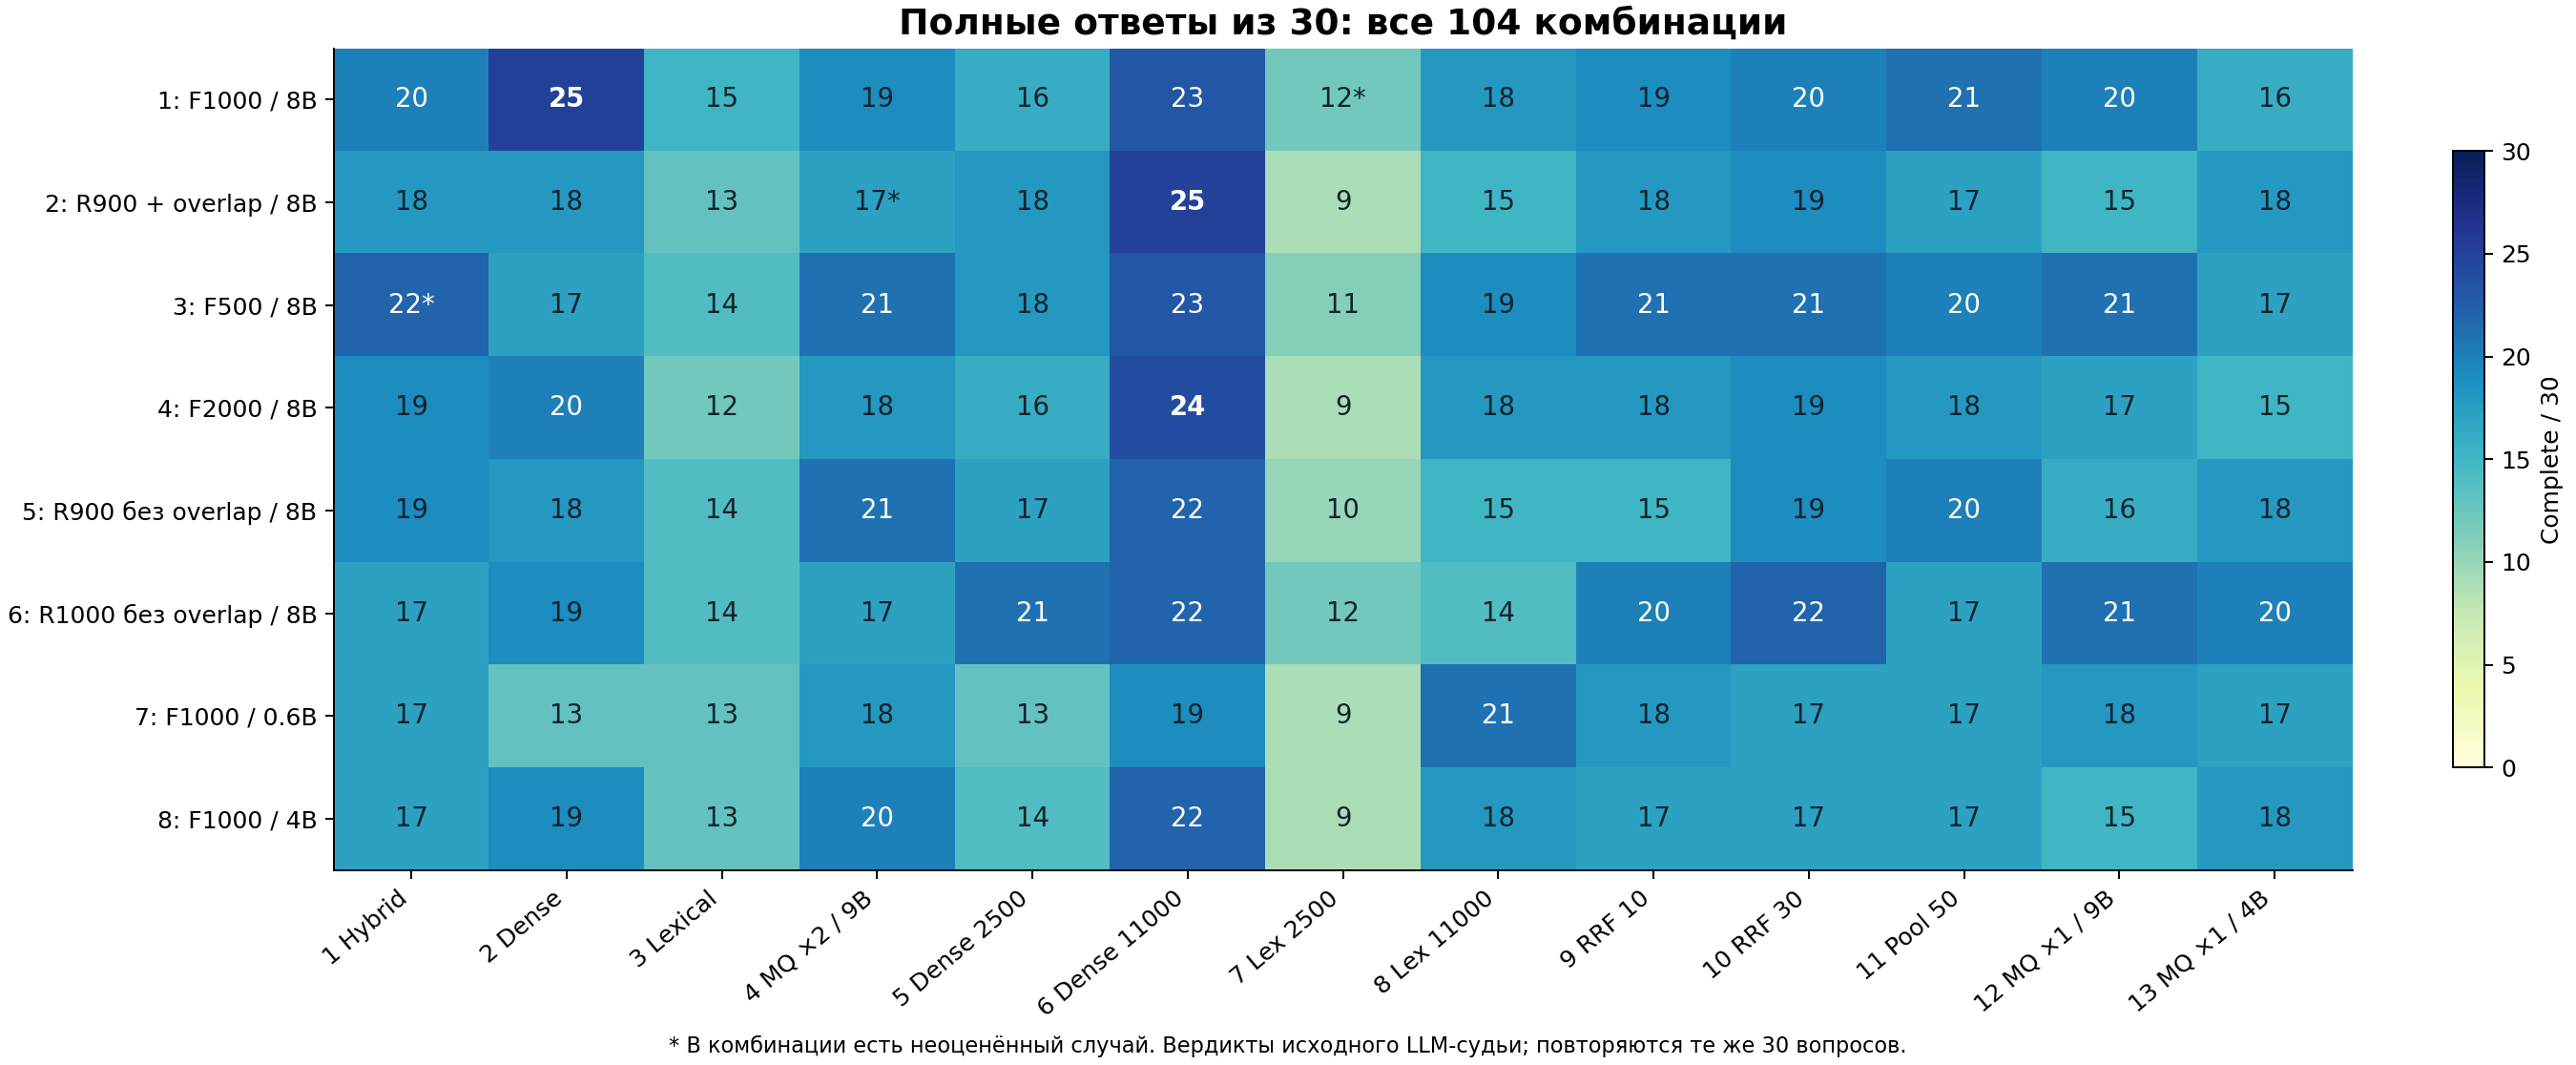 Полные ответы из 30: все 104 комбинации
1: F1000 / 8B 20 25 15 19 16 23 12* 18 19 20 21 20 16
2: R900 + overlap / 8B 18 18 13 17* 18 25 9 15 18 19 17 15 18
3: F500 / 8B 22* 17 14 21 18 23 11 19 21 21 20 21 17
4: F2000 / 8B 19 20 12 18 16 24 9 18 18 19 18 17 15
5: R900 без overlap / 8B 19 18 14 21 17 22 10 15 15 19 20 16 18
6: R1000 без overlap / 8B 17 19 14 17 21 22 12 14 20 22 17 21 20
7: F1000 / 0.6B 17 13 13 18 13 19 9 21 18 17 17 18 17
8: F1000 / 4B 17 19 13 20 14 22 9 18 17 17 17 15 18
1 Hybrid
2 Dense
3 Lexical
4 MQ ×2 / 9B
5 Dense 2500
6 Dense 11000
7 Lex 2500
8 Lex 11000
9 RRF 10
10 RRF 30
11 Pool 50
12 MQ ×1 / 9B
13 MQ ×1 / 4B
30
25
20
15
10
5
0
Complete / 30
* В комбинации есть неоценённый случай. Вердикты исходного LLM-судьи; повторяются те же 30 вопросов.